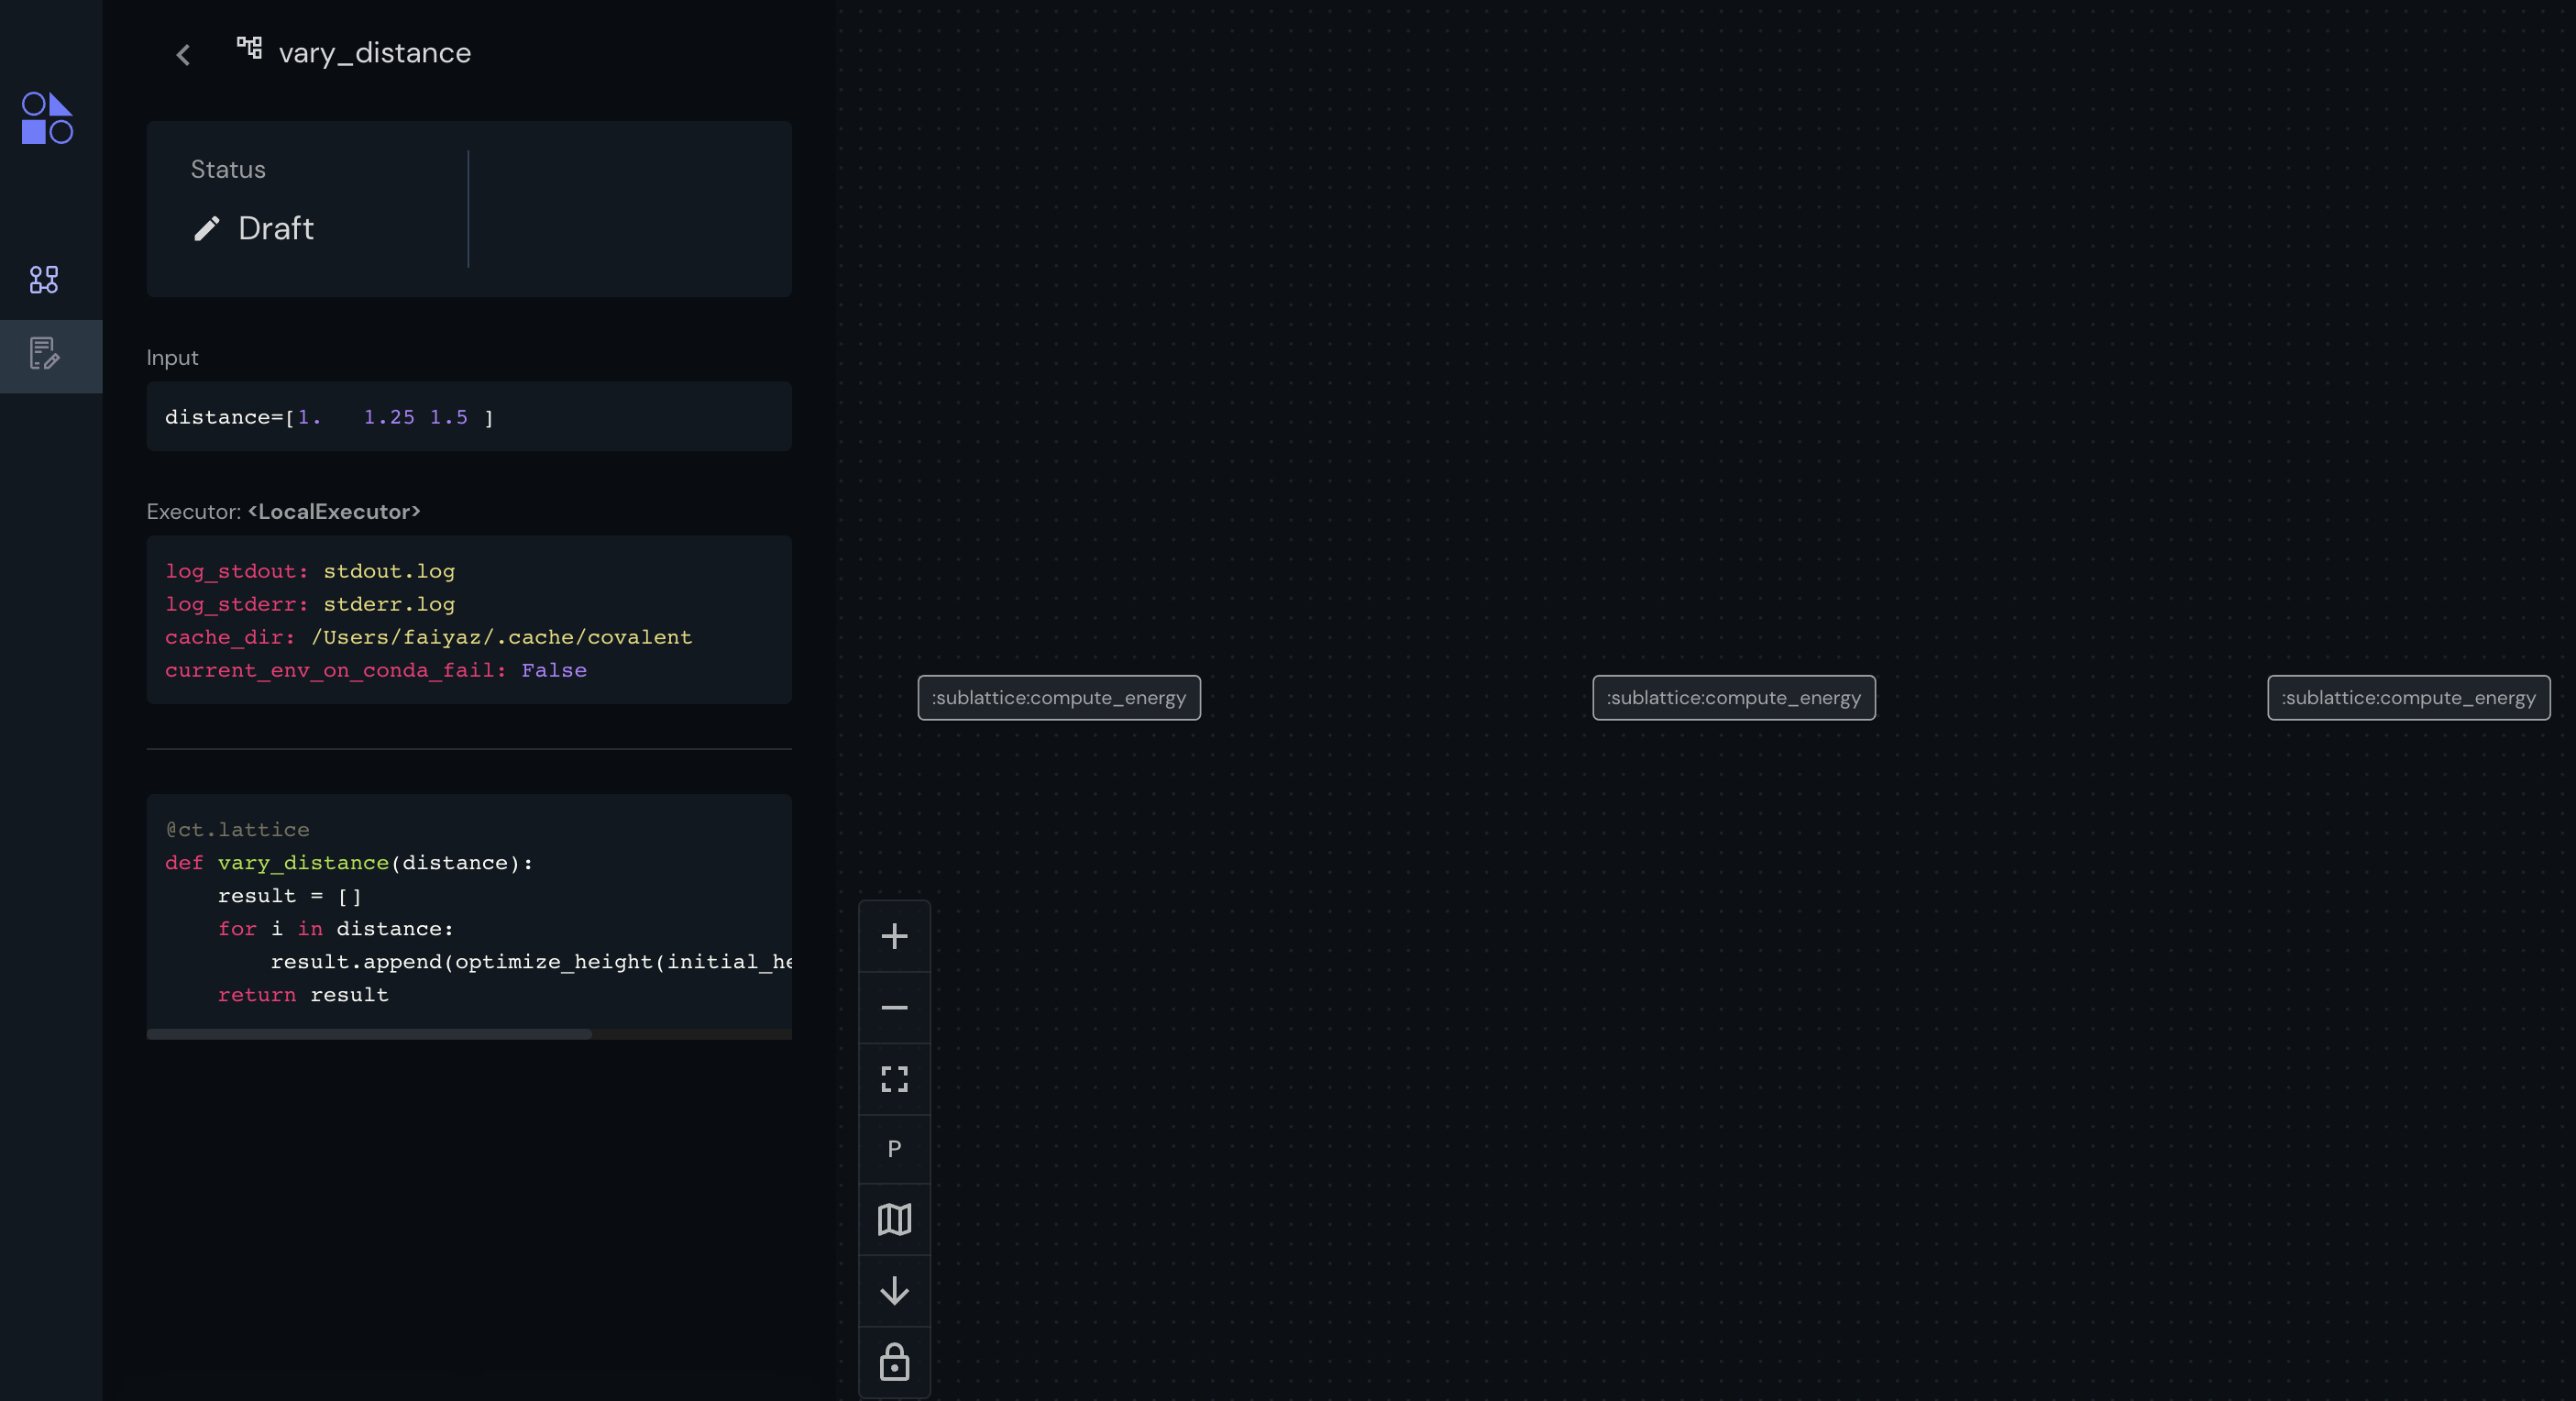 vary_distance
Status
Draft
Input
distance=[1.   1.25 1.5 ]
Executor: <LocalExecutor>
log_stdout: stdout.log
log_stderr: stderr.log
cache_dir: /Users/faiyaz/.cache/covalent
current_env_on_conda_fail: False
@ct.lattice
def vary_distance(distance):
    result = []
    for i in distance:
        result.append(optimize_height(initial_he
    return result
:sublattice:compute_energy
:sublattice:compute_energy
:sublattice:compute_energy
P